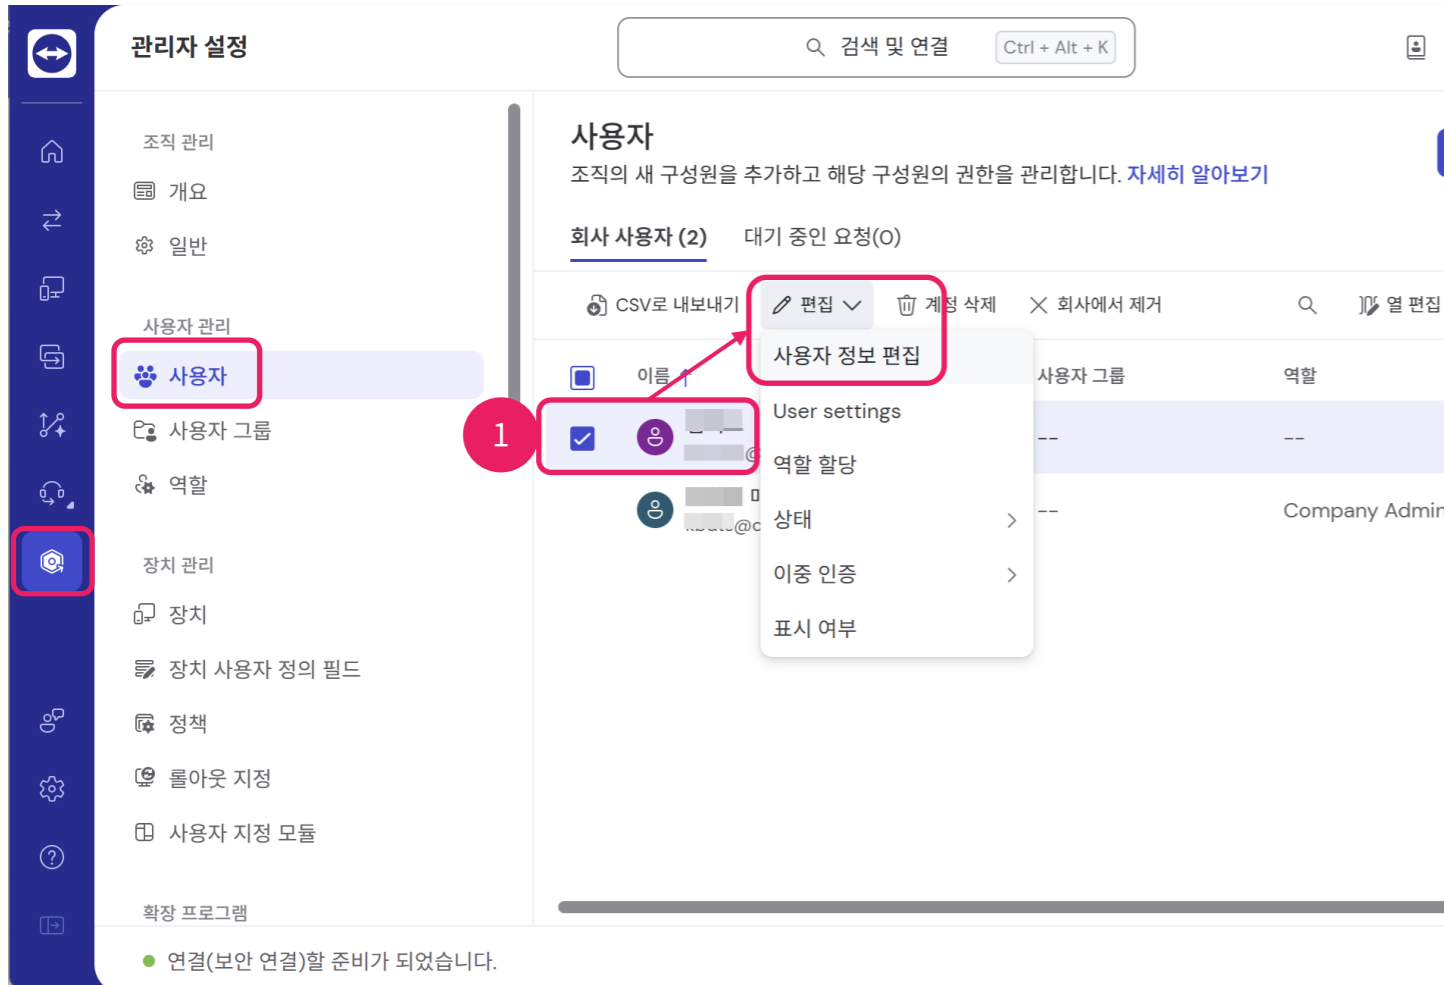 관리자 설정
검색 및 연결
Ctrl + Alt + K
조직 관리
개요
일반
사용자 관리
사용자
사용자 그룹
역할
장치 관리
장치
장치 사용자 정의 필드
정책
롤아웃 지정
사용자 지정 모듈
확장 프로그램
사용자
조직의 새 구성원을 추가하고 해당 구성원의 권한을 관리합니다. 자세히 알아보기
회사 사용자 (2) 대기 중인 요청(0)
CSV로 내보내기 편집 계정 삭제 회사에서 제거 열 편집
이름 사용자 그룹 역할
1
@
-- --
@c
-- Company Admin
사용자 정보 편집
User settings
역할 할당
상태
이중 인증
표시 여부
연결(보안 연결)할 준비가 되었습니다.